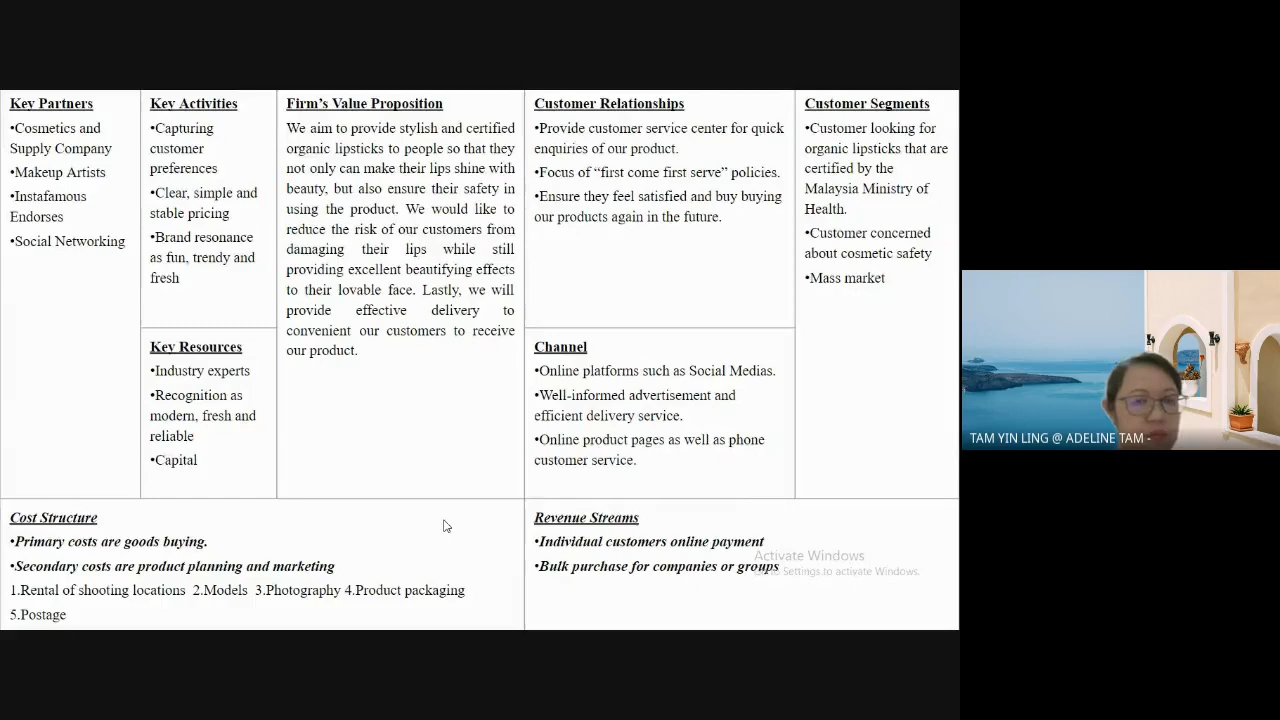 Key Partners
•Cosmetics and
Supply Company
•Makeup Artists
•Instafamous
Endorses
•Social Networking
Key Activities
•Capturing
customer
preferences
•Clear, simple and
stable pricing
•Brand resonance
as fun, trendy and
fresh
Key Resources
•Industry experts
•Recognition as
modern, fresh and
reliable
•Capital
Firm's Value Proposition
We aim to provide stylish and certified
organic lipsticks to people so that they
not only can make their lips shine with
beauty, but also ensure their safety in
using the product. We would like to
reduce the risk of our customers from
damaging their lips while still
providing excellent beautifying effects
to their lovable face. Lastly, we will
provide effective delivery to
convenient our customers to receive
our product.
Customer Relationships
•Provide customer service center for quick
enquiries of our product.
•Focus of “first come first serve” policies.
•Ensure they feel satisfied and buy buying
our products again in the future.
Channel
•Online platforms such as Social Medias.
•Well-informed advertisement and
efficient delivery service.
•Online product pages as well as phone
customer service.
Customer Segments
•Customer looking for
organic lipsticks that are
certified by the
Malaysia Ministry of
Health.
•Customer concerned
about cosmetic safety
•Mass market
Cost Structure
•Primary costs are goods buying.
•Secondary costs are product planning and marketing
1.Rental of shooting locations 2.Models 3.Photography 4.Product packaging
5.Postage
Revenue Streams
•Individual customers online payment
•Bulk purchase for companies or groups
Activate Windows
Go to Settings to activate Windows.
TAM YIN LING @ ADELINE TAM -